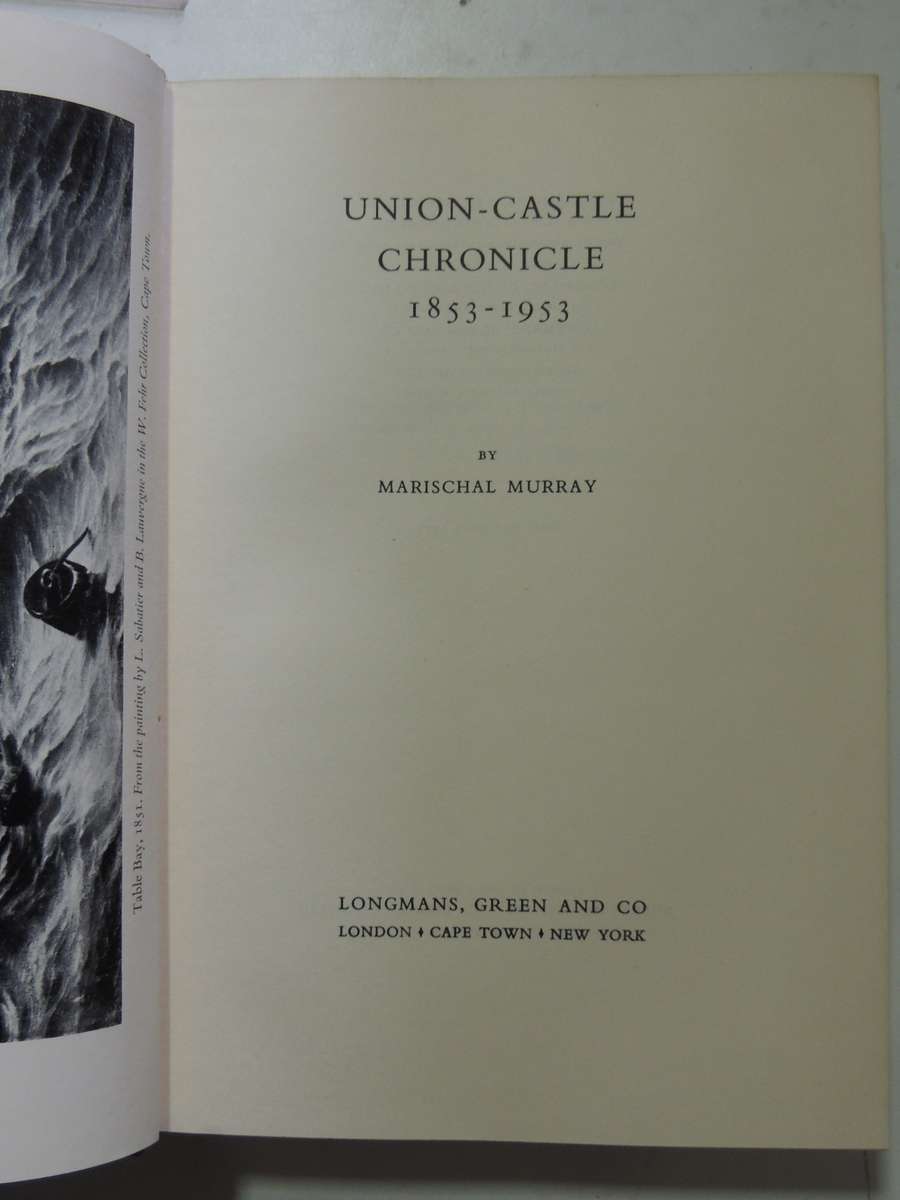 Table Bay, 1851. From the painting by L. Sabatier and B. Lauvergne in the W. Fehr Collection, Cape Town.
UNION-CASTLE
CHRONICLE
1853-1953
BY
MARISCHAL MURRAY
LONGMANS, GREEN AND CO
LONDON ♦ CAPE TOWN ♦ NEW YORK